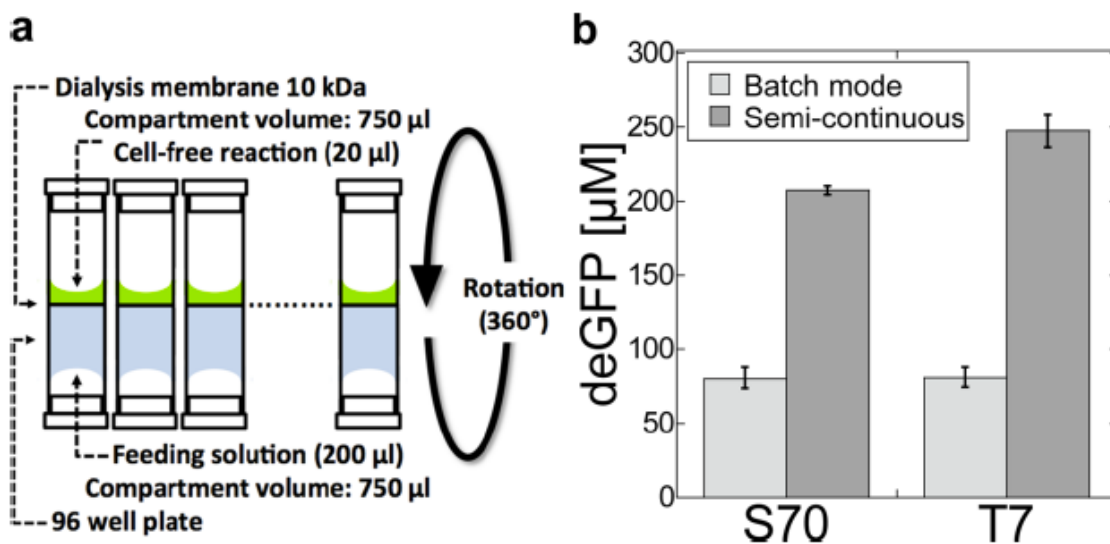 a
Dialysis membrane 10 kDa
Compartment volume: 750 µl
Cell-free reaction (20 µl)
Rotation
(360°)
Feeding solution (200 µl)
Compartment volume: 750 µl
96 well plate
b
deGFP [µM]
300
250
200
150
100
50
0
Batch mode
Semi-continuous
S70
T7